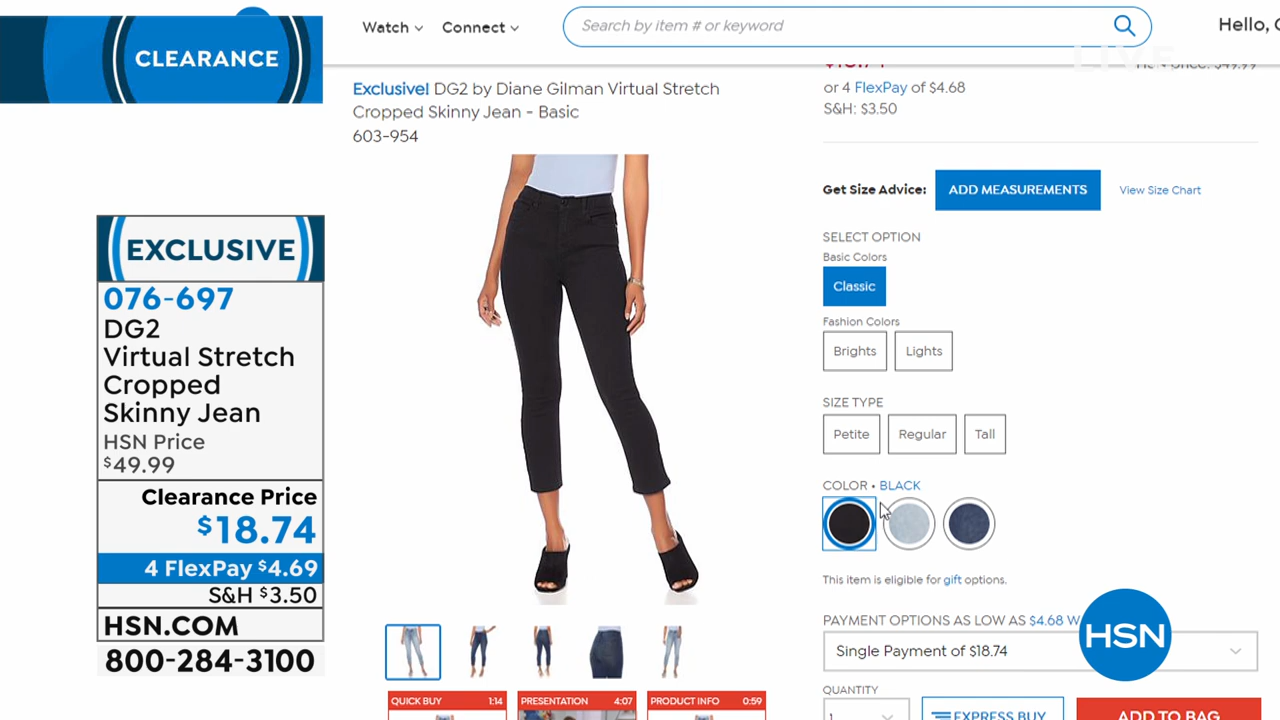 CLEARANCE
Watch
Connect
Search by item # or keyword
Hello,
LIVE
HSN Price: $49.99
Exclusive! DG2 by Diane Gilman Virtual Stretch
Cropped Skinny Jean - Basic
603-954
or 4 FlexPay of $4.68
S&H: $3.50
Get Size Advice:
ADD MEASUREMENTS
View Size Chart
EXCLUSIVE
076-697
DG2
Virtual Stretch
Cropped
Skinny Jean
HSN Price
$49.99
Clearance Price
$18.74
4 FlexPay $4.69
S&H $3.50
HSN.COM
800-284-3100
SELECT OPTION
Basic Colors
Classic
Fashion Colors
Brights
Lights
SIZE TYPE
Petite
Regular
Tall
COLOR • BLACK
This item is eligible for gift options.
PAYMENT OPTIONS AS LOW AS $4.68 W
Single Payment of $18.74
HSN
QUANTITY
1
EXPRESS BUY
ADD TO BAG
QUICK BUY 1:14
PRESENTATION 4:07
PRODUCT INFO 0:59